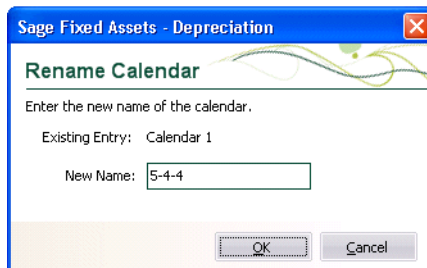 Sage Fixed Assets - Depreciation
Rename Calendar
Enter the new name of the calendar.
Existing Entry: Calendar 1
New Name: 5-4-4
OK Cancel